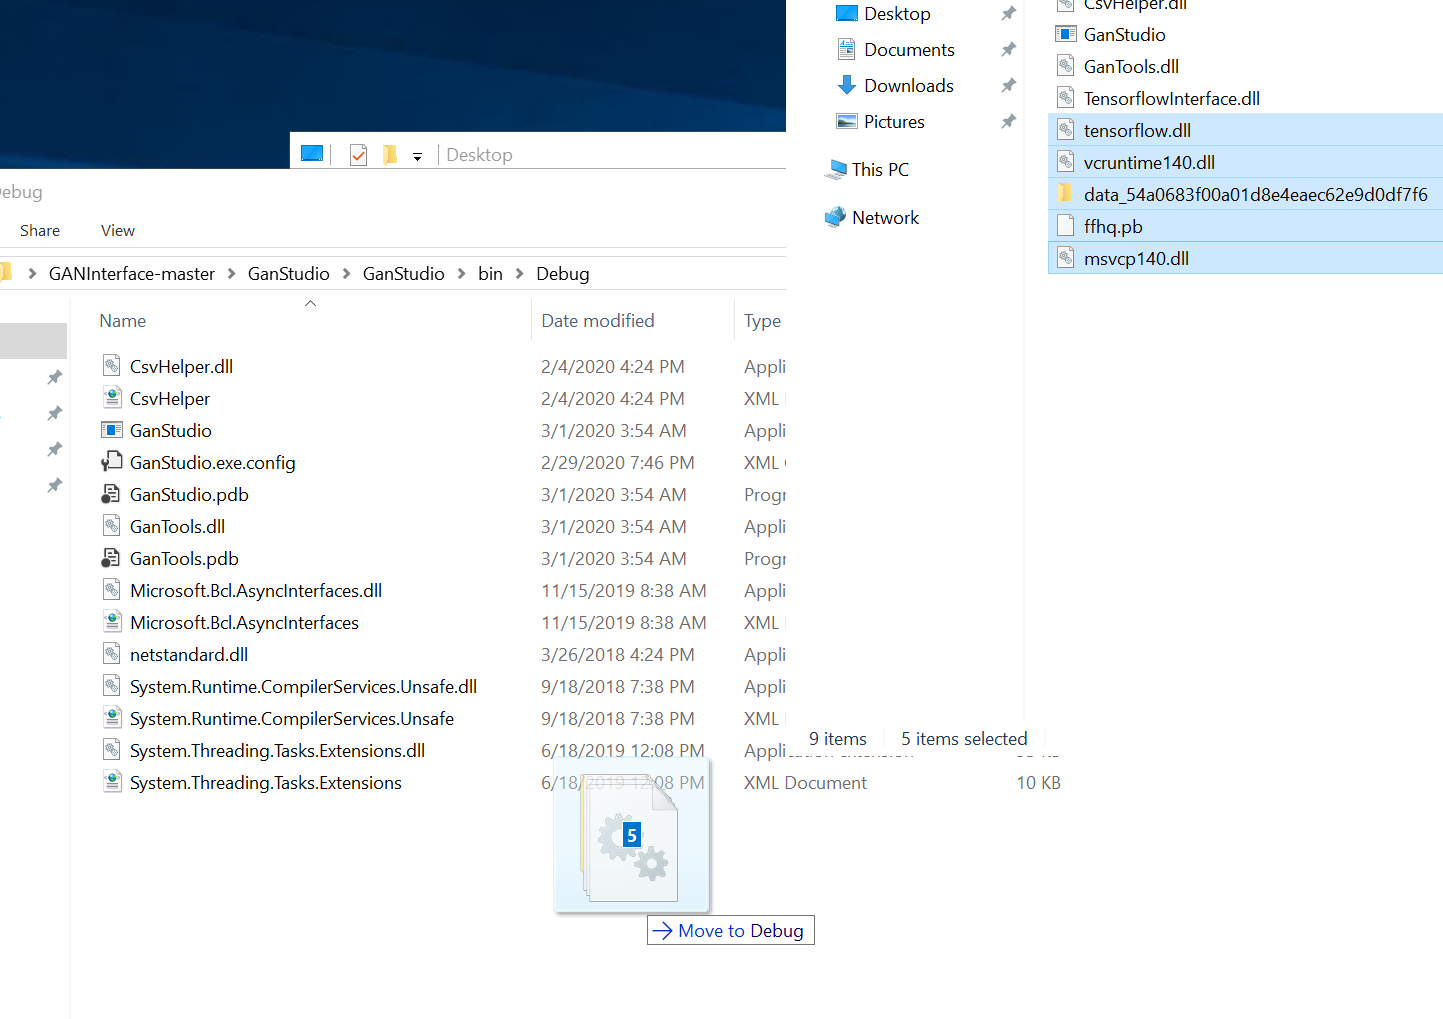 Desktop
Documents
Downloads
Pictures
This PC
Network
CsvHelper.dll
GanStudio
GanTools.dll
TensorflowInterface.dll
tensorflow.dll
vcruntime140.dll
data_54a0683f00a01d8e4eaec62e9d0df7f6
ffhq.pb
msvcp140.dll
9 items 5 items selected
Desktop
ebug
Share View
GANInterface-master > GanStudio > GanStudio > bin > Debug
Name Date modified Type
CsvHelper.dll 2/4/2020 4:24 PM Appli
CsvHelper 2/4/2020 4:24 PM XML
GanStudio 3/1/2020 3:54 AM Appli
GanStudio.exe.config 2/29/2020 7:46 PM XML
GanStudio.pdb 3/1/2020 3:54 AM Progr
GanTools.dll 3/1/2020 3:54 AM Appli
GanTools.pdb 3/1/2020 3:54 AM Progr
Microsoft.Bcl.AsyncInterfaces.dll 11/15/2019 8:38 AM Appli
Microsoft.Bcl.AsyncInterfaces 11/15/2019 8:38 AM XML
netstandard.dll 3/26/2018 4:24 PM Appli
System.Runtime.CompilerServices.Unsafe.dll 9/18/2018 7:38 PM Appli
System.Runtime.CompilerServices.Unsafe 9/18/2018 7:38 PM XML
System.Threading.Tasks.Extensions.dll 6/18/2019 12:08 PM
System.Threading.Tasks.Extensions 6/18/2019 12:08 PM XML Document 10 KB
5
Move to Debug